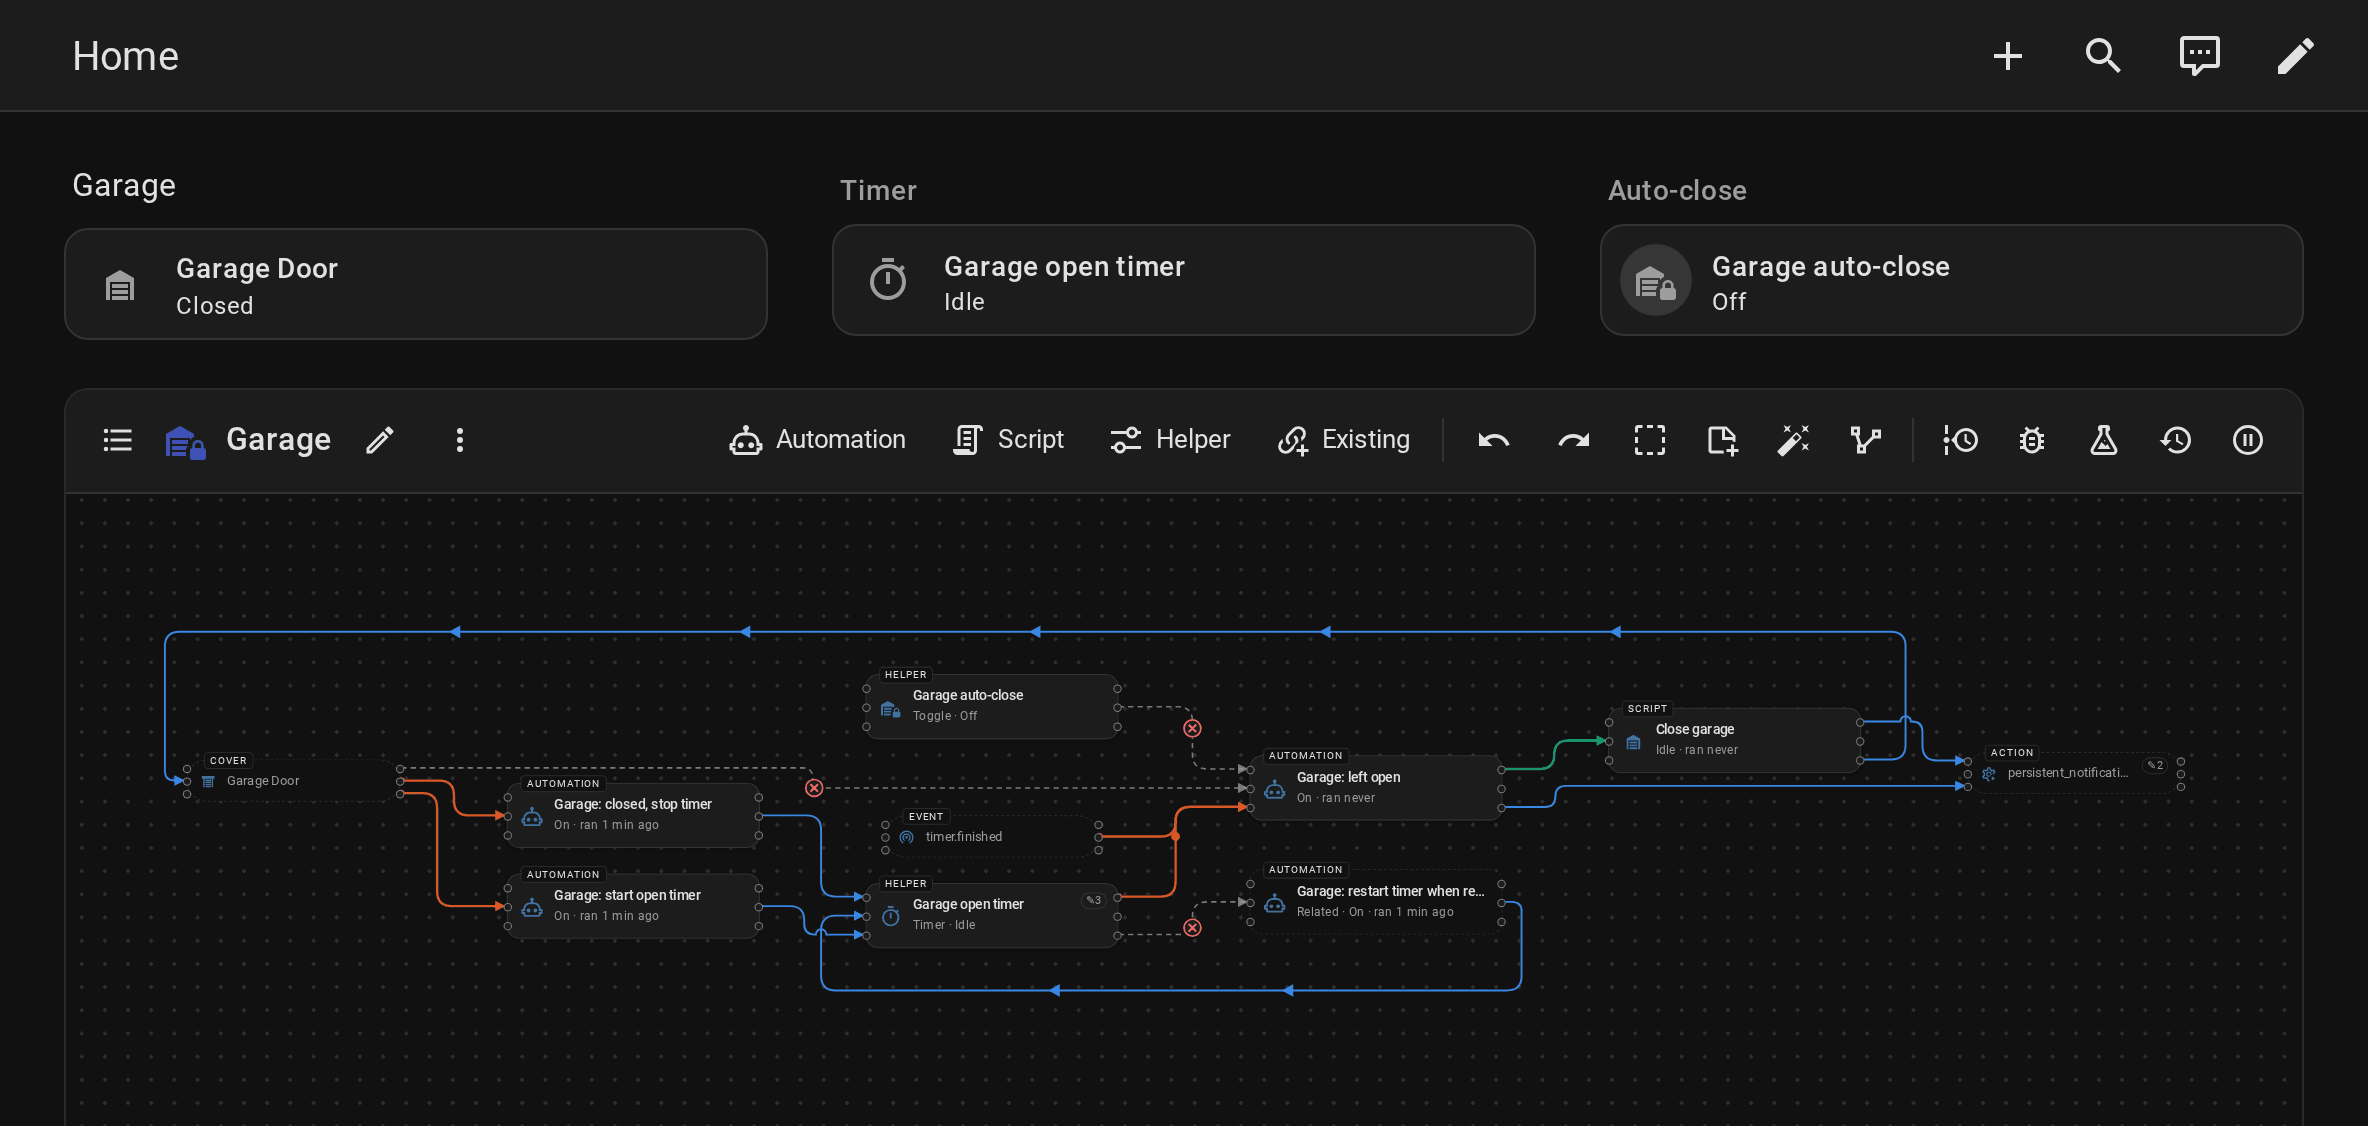 Home
Garage
Timer
Auto-close
Garage Door
Closed
Garage open timer
Idle
Garage auto-close
Off
Garage
Automation
Script
Helper
Existing
HELPER
Garage auto-close
Toggle · Off
SCRIPT
Close garage
Idle · ran never
COVER
Garage Door
AUTOMATION
Garage: left open
On · ran never
ACTION
persistent_notificati...
2
AUTOMATION
Garage: closed, stop timer
On · ran 1 min ago
EVENT
timer.finished
AUTOMATION
Garage: start open timer
On · ran 1 min ago
HELPER
Garage open timer
3
Timer · Idle
AUTOMATION
Garage: restart timer when re...
Related · On · ran 1 min ago